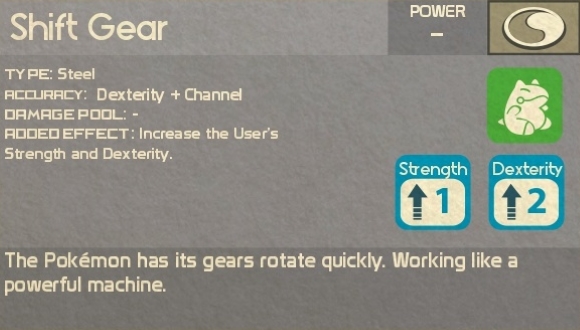 Shift Gear
POWER
–
TYPE: Steel
ACCURACY: Dexterity + Channel
DAMAGE POOL: -
ADDED EFFECT: Increase the User's
Strength and Dexterity.
Strength
1
Dexterity
2
The Pokémon has its gears rotate quickly. Working like a
powerful machine.